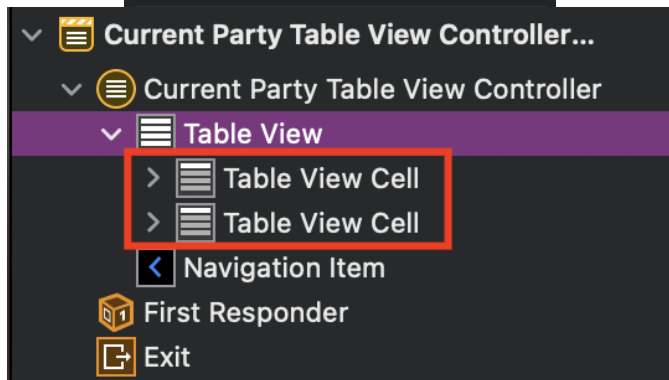 Current Party Table View Controller...
Current Party Table View Controller
Table View
Table View Cell
Table View Cell
Navigation Item
First Responder
Exit